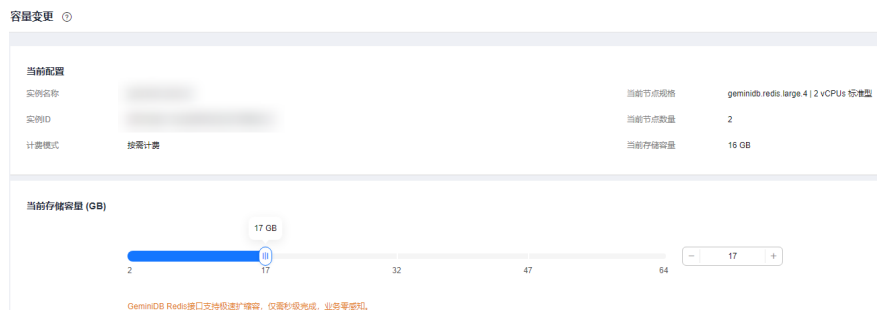 容量变更
当前配置
实例名称
当前节点规格 geminidb.redis.large.4 | 2 vCPUs 标准型
实例ID
当前节点数量 2
计费模式 按需计费
当前存储容量 16 GB
当前存储容量 (GB)
17 GB
2 17 32 47 64
− 17 +
GeminiDB Redis接口支持极速扩缩容，仅需秒级完成，业务零感知。